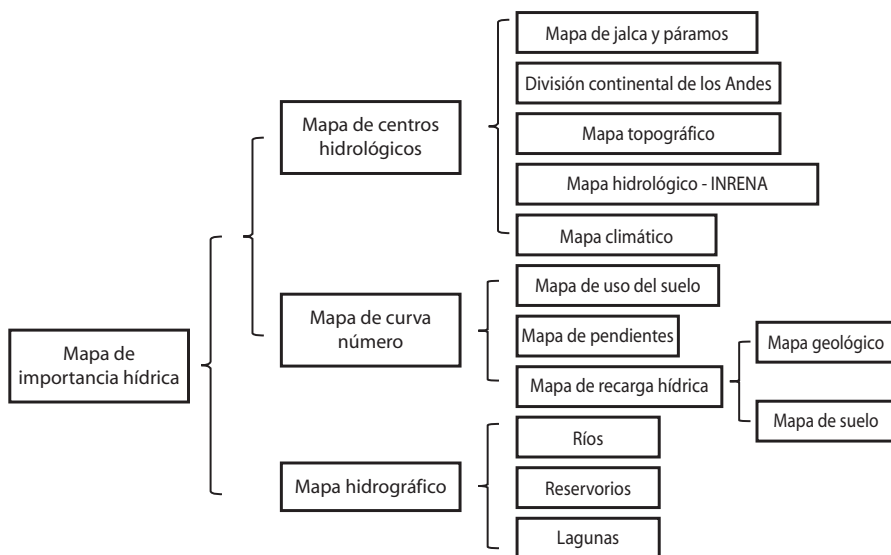 Mapa de
importancia hídrica
Mapa de centros
hidrológicos
Mapa de jalca y páramos
División continental de los Andes
Mapa topográfico
Mapa hidrológico - INRENA
Mapa climático
Mapa de curva
número
Mapa de uso del suelo
Mapa de pendientes
Mapa de recarga hídrica
Mapa geológico
Mapa de suelo
Mapa hidrográfico
Ríos
Reservorios
Lagunas